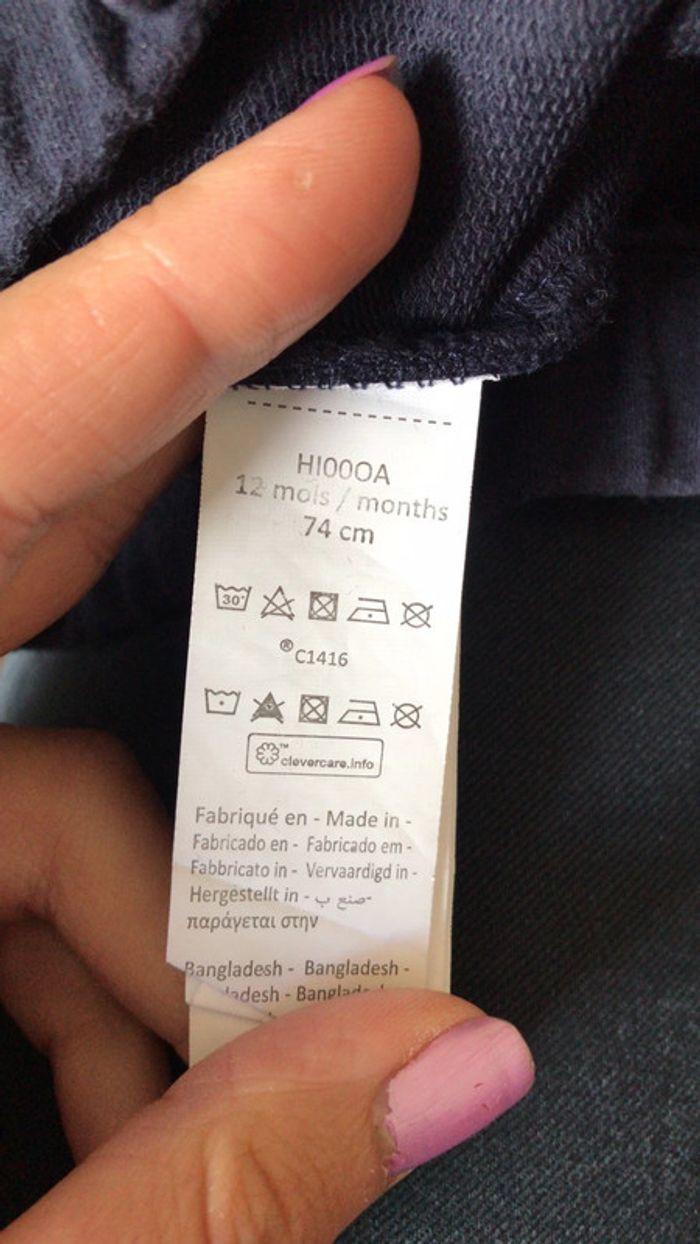 HI00OA
12 mois / months
74 cm
30°
®C1416
™ clevercare.info
Fabriqué en - Made in -
Fabricado en - Fabricado em -
Fabbricato in - Vervaardigd in -
Hergestellt in - صنع ب -
παράγεται στην
Bangladesh - Bangladesh -